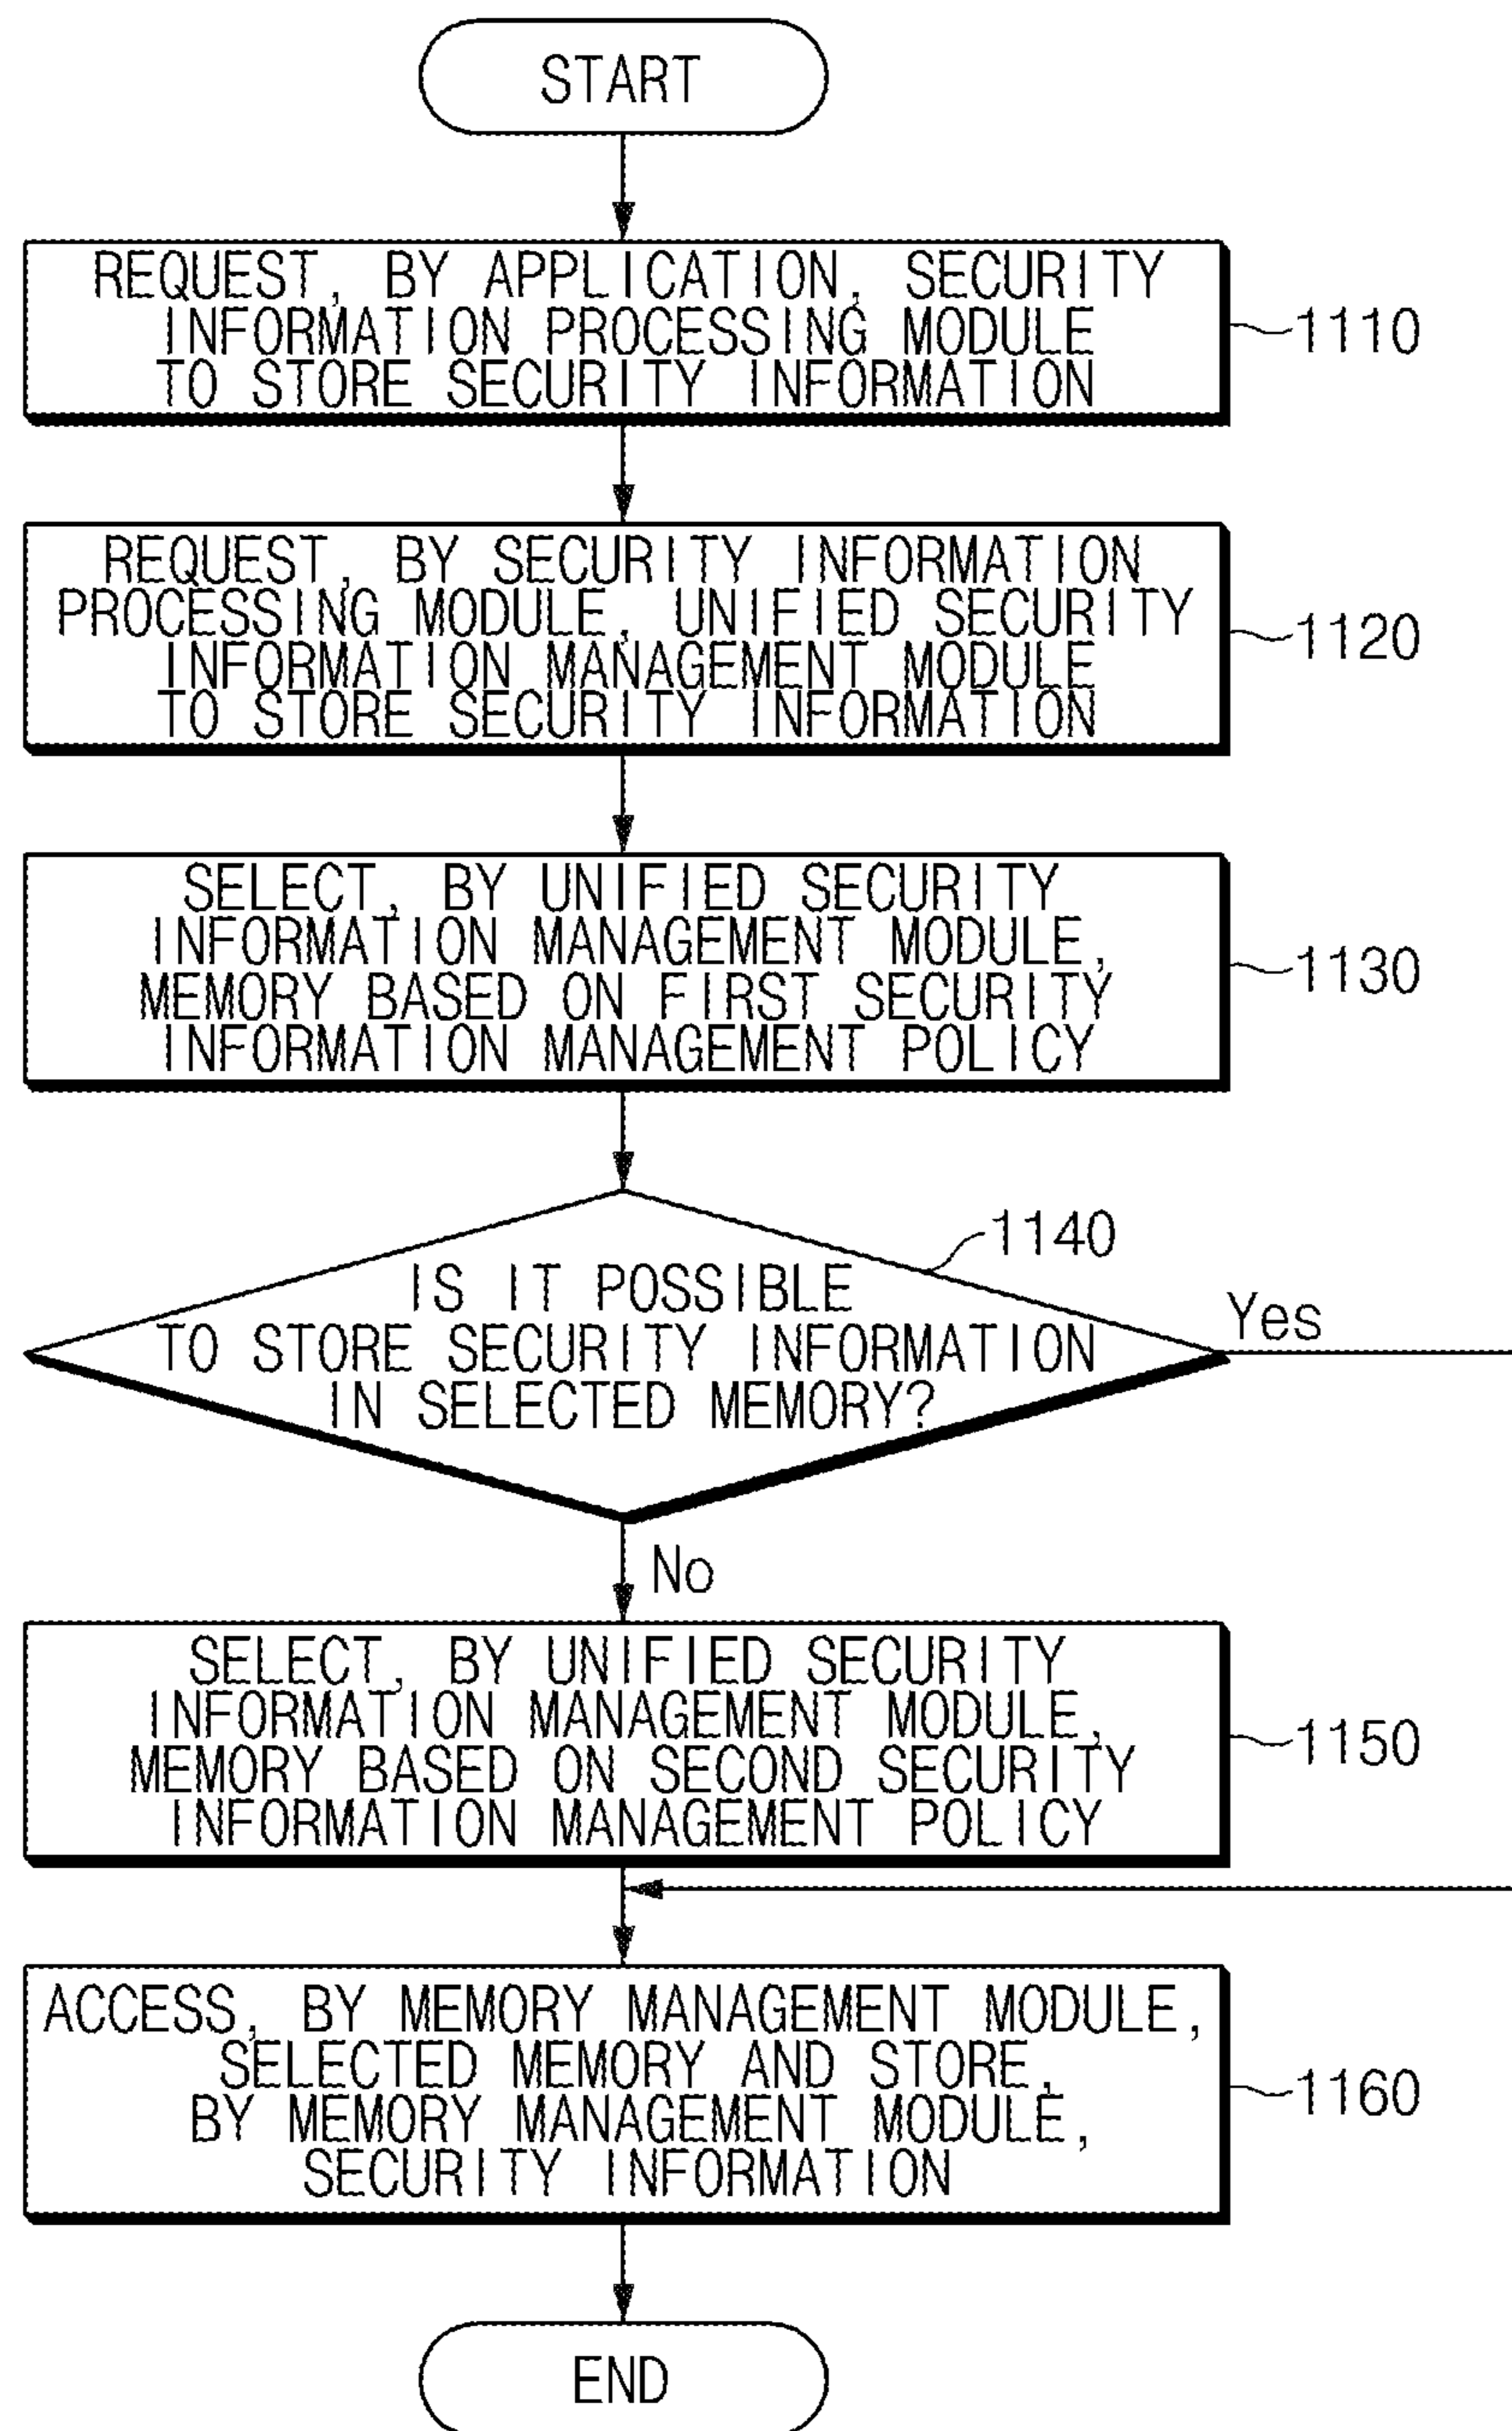 START
REQUEST, BY APPLICATION, SECURITY
INFORMATION PROCESSING MODULE
TO STORE SECURITY INFORMATION
1110
REQUEST, BY SECURITY INFORMATION
PROCESSING MODULE, UNIFIED SECURITY
INFORMATION MANAGEMENT MODULE
TO STORE SECURITY INFORMATION
1120
SELECT, BY UNIFIED SECURITY
INFORMATION MANAGEMENT MODULE,
MEMORY BASED ON FIRST SECURITY
INFORMATION MANAGEMENT POLICY
1130
1140
IS IT POSSIBLE
TO STORE SECURITY INFORMATION
IN SELECTED MEMORY?
Yes
No
SELECT, BY UNIFIED SECURITY
INFORMATION MANAGEMENT MODULE,
MEMORY BASED ON SECOND SECURITY
INFORMATION MANAGEMENT POLICY
1150
ACCESS, BY MEMORY MANAGEMENT MODULE,
SELECTED MEMORY AND STORE,
BY MEMORY MANAGEMENT MODULE,
SECURITY INFORMATION
1160
END